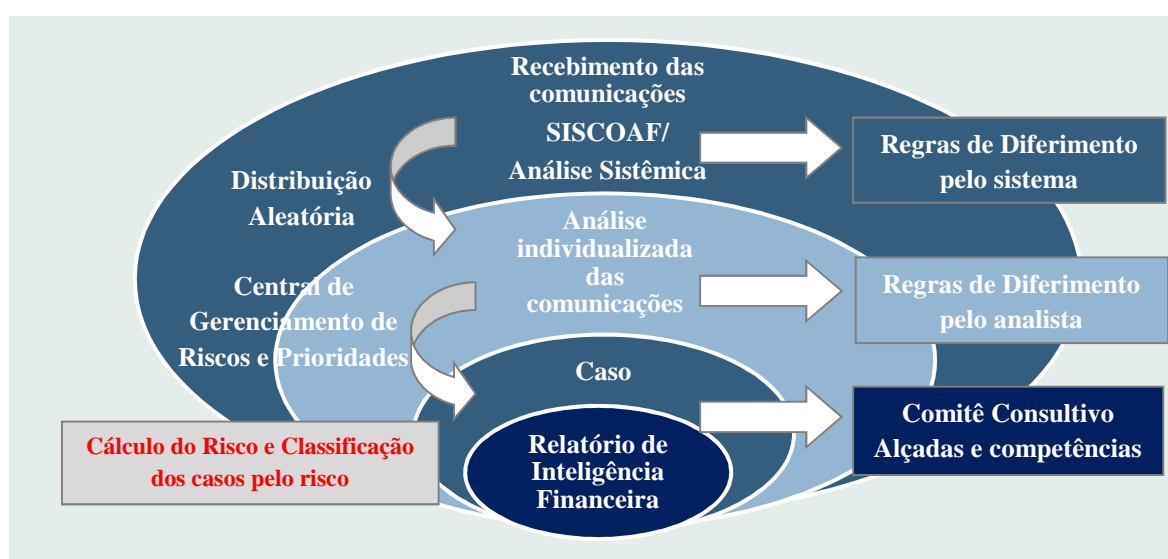 Recebimento das
comunicações
SISCOAF/
Análise Sistêmica
Regras de Diferimento
pelo sistema
Distribuição
Aleatória
Análise
individualizada
das
comunicações
Regras de Diferimento
pelo analista
Central de
Gerenciamento de
Riscos e Prioridades
Caso
Comitê Consultivo
Alçadas e competências
Cálculo do Risco e Classificação
dos casos pelo risco
Relatório de
Inteligência
Financeira